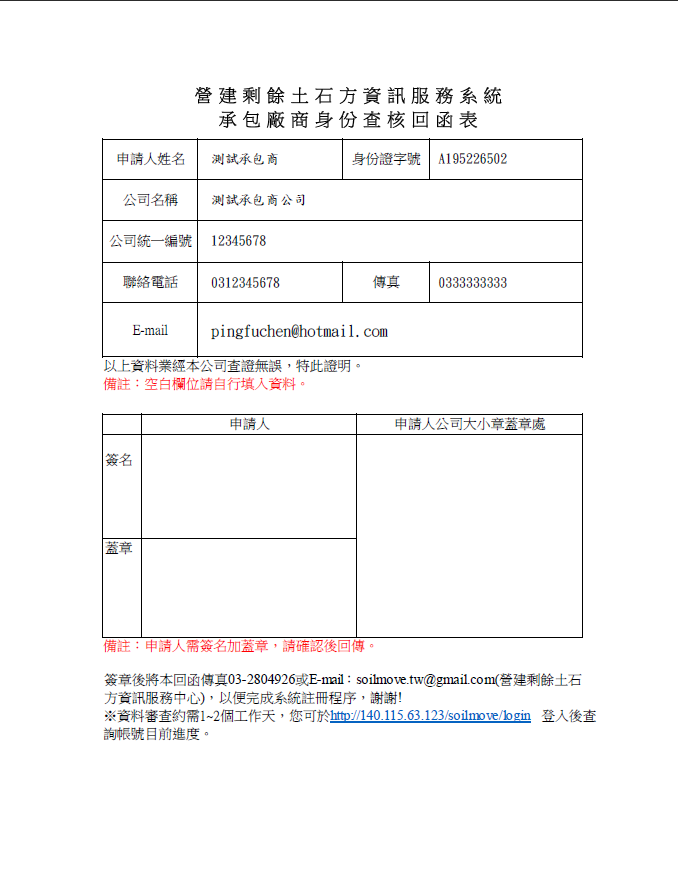 營建剩餘土石方資訊服務系統
承包廠商身份查核回函表
申請人姓名 測試承包商 身份證字號 A195226502
公司名稱 測試承包商公司
公司統一編號 12345678
聯絡電話 0312345678 傳真 0333333333
E-mail pingfuchen@hotmail.com
以上資料業經本公司查證無誤，特此證明。
備註：空白欄位請自行填入資料。
申請人 申請人公司大小章蓋章處
簽名
蓋章
備註：申請人需簽名加蓋章，請確認後回傳。
簽章後將本回函傳真03-2804926或E-mail：soilmove.tw@gmail.com(營建剩餘土石
方資訊服務中心)，以便完成系統註冊程序，謝謝!
※資料審查約需1~2個工作天，您可於http://140.115.63.123/soilmove/login 登入後查
詢帳號目前進度。